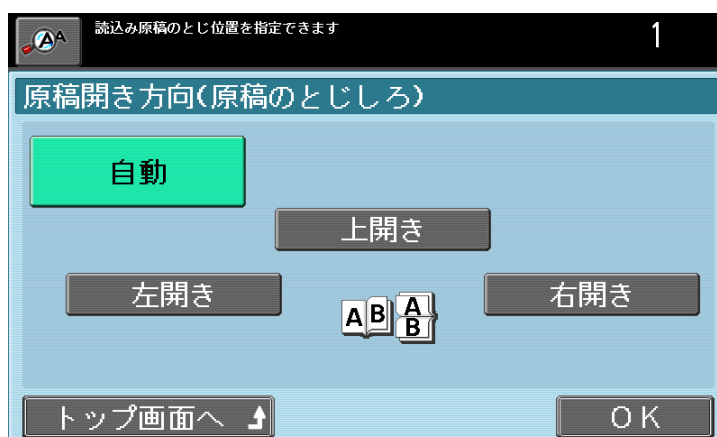 読込み原稿のとじ位置を指定できます
1
原稿開き方向(原稿のとじしろ)
自動
上開き
左開き
右開き
A B
A
B
トップ画面へ
OK